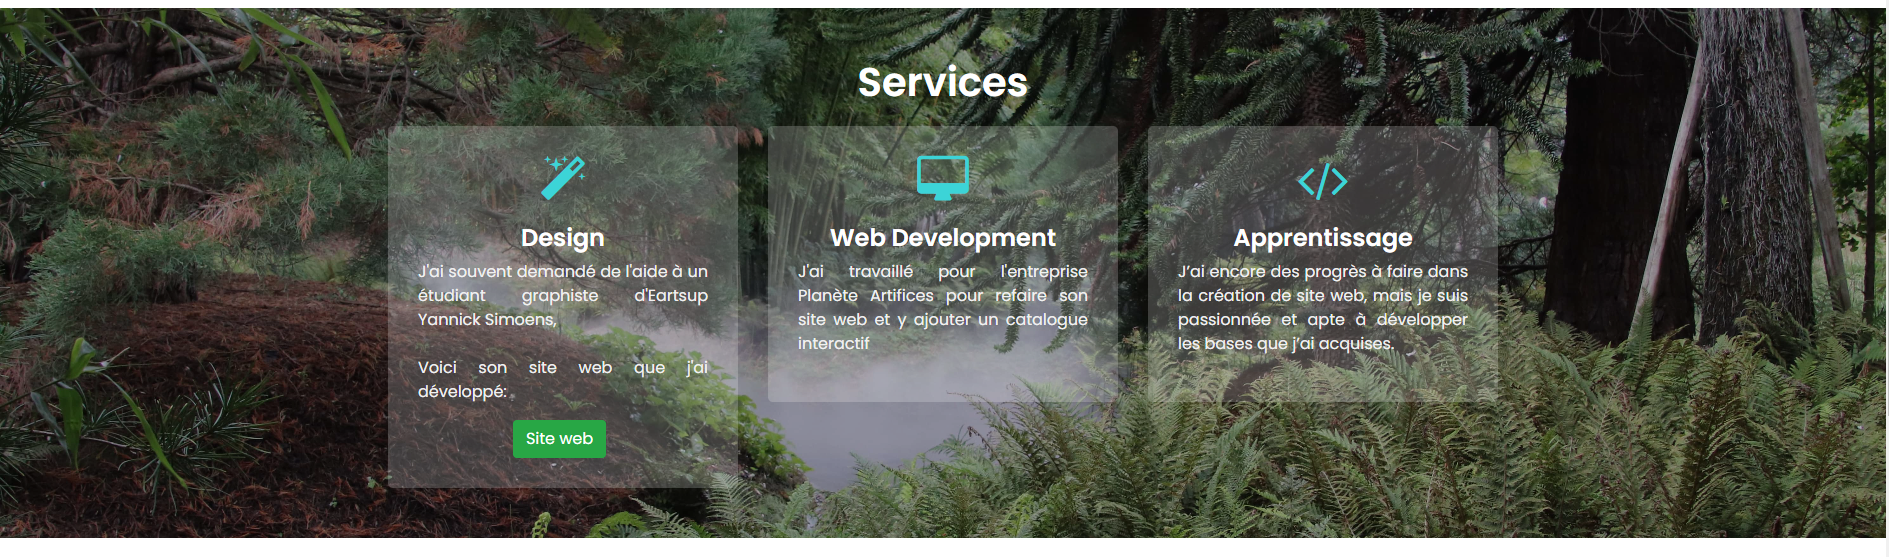 Services
Design
J'ai souvent demandé de l'aide à un
étudiant graphiste d'Eartsup
Yannick Simoens,
Voici son site web que j'ai
développé:
Site web
Web Development
J'ai travaillé pour l'entreprise
Planète Artifices pour refaire son
site web et y ajouter un catalogue
interactif
Apprentissage
J’ai encore des progrès à faire dans
la création de site web, mais je suis
passionnée et apte à développer
les bases que j’ai acquises.